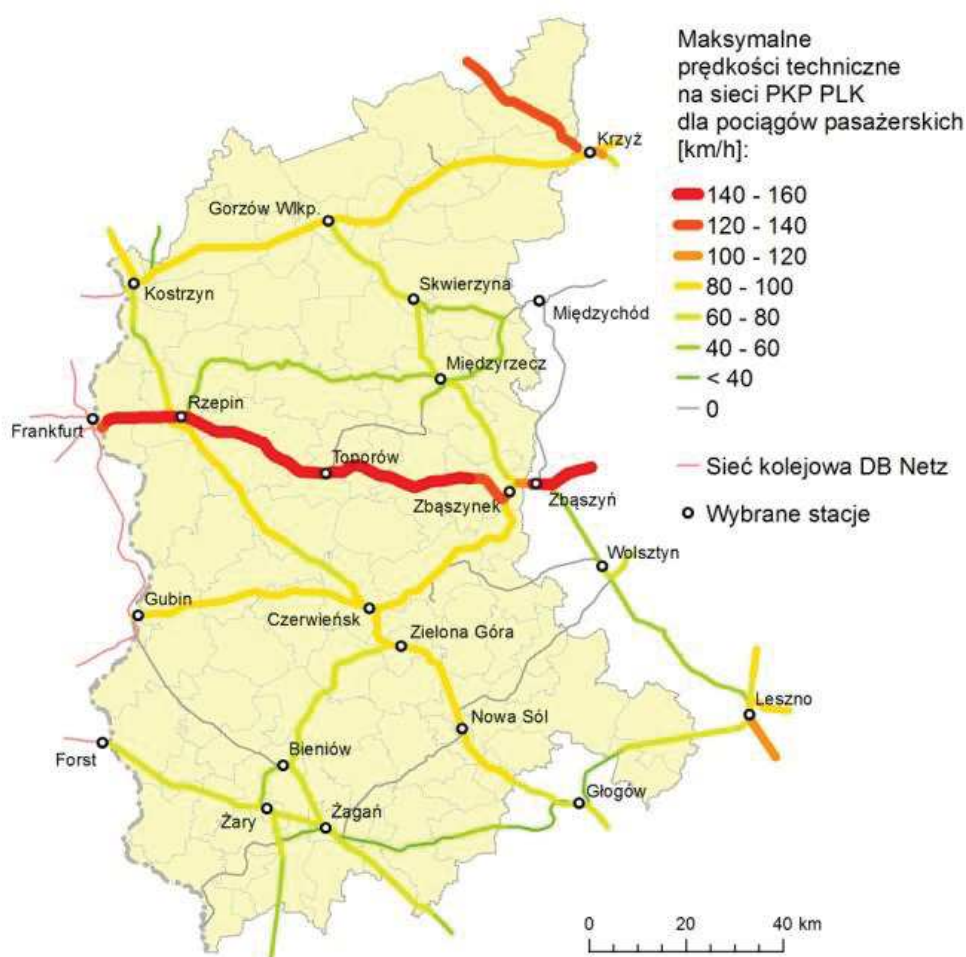 Maksymalne
prędkości techniczne
na sieci PKP PLK
dla pociągów pasażerskich
[km/h]:
140 - 160
120 - 140
100 - 120
80 - 100
60 - 80
40 - 60
< 40
0
Sieć kolejowa DB Netz
Wybrane stacje
Krzyż
Gorzów Wlkp.
Kostrzyn
Skwierzyna
Międzychód
Międzyrzecz
Rzepin
Frankfurt
Toporów
Zbąszynek
Zbąszyń
Wolsztyn
Gubin
Czerwieńsk
Zielona Góra
Leszno
Nowa Sól
Forst
Bieniów
Głogów
Żary
Żagań
0 20 40 km